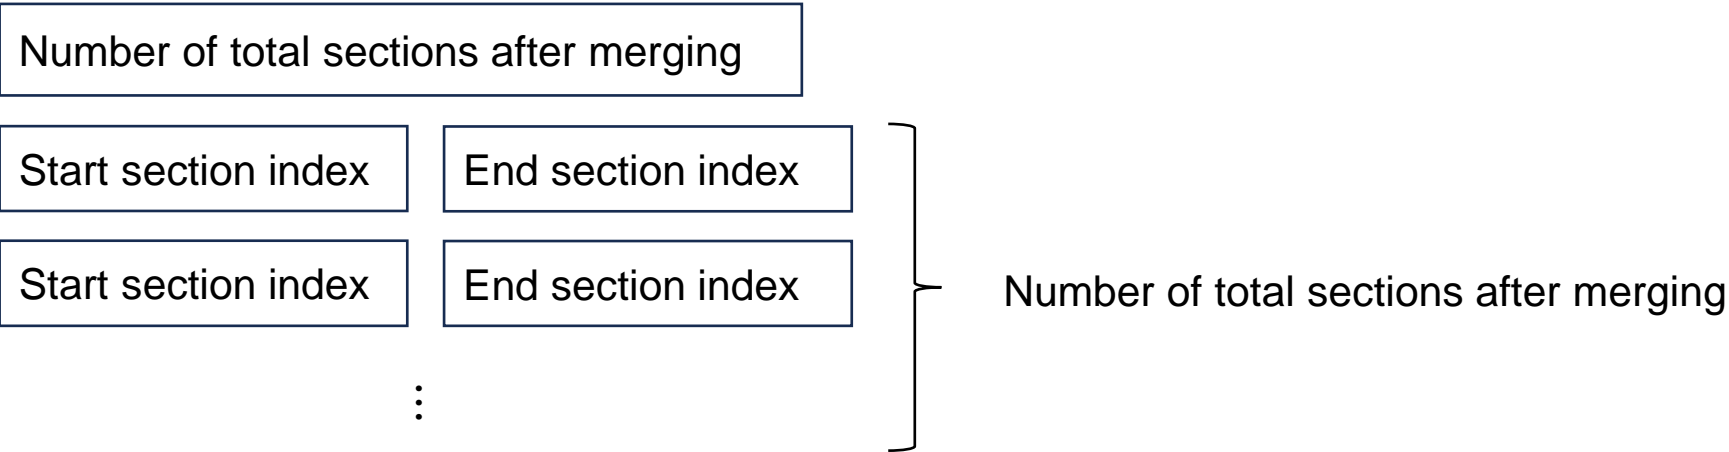 Number of total sections after merging
Start section index
End section index
Start section index
End section index
Number of total sections after merging
⋮